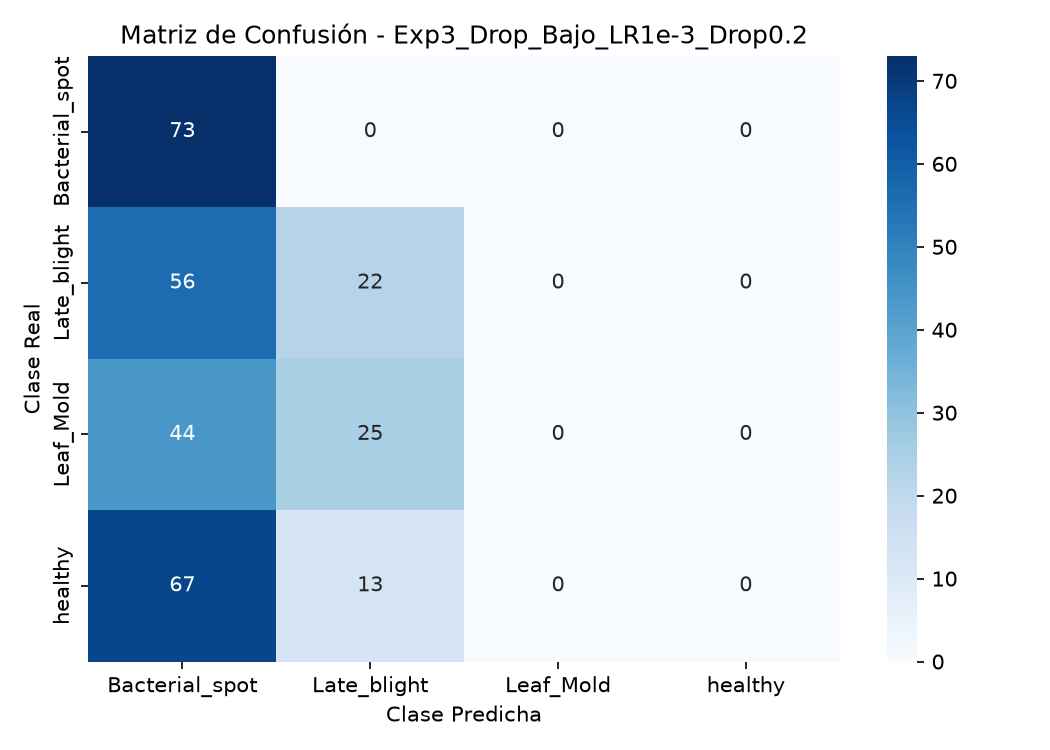 Matriz de Confusión - Exp3_Drop_Bajo_LR1e-3_Drop0.2
Clase Real
Bacterial_spot
73 0 0 0
Late_blight
56 22 0 0
Leaf_Mold
44 25 0 0
healthy
67 13 0 0
Bacterial_spot Late_blight Leaf_Mold healthy
Clase Predicha
70
60
50
40
30
20
10
0